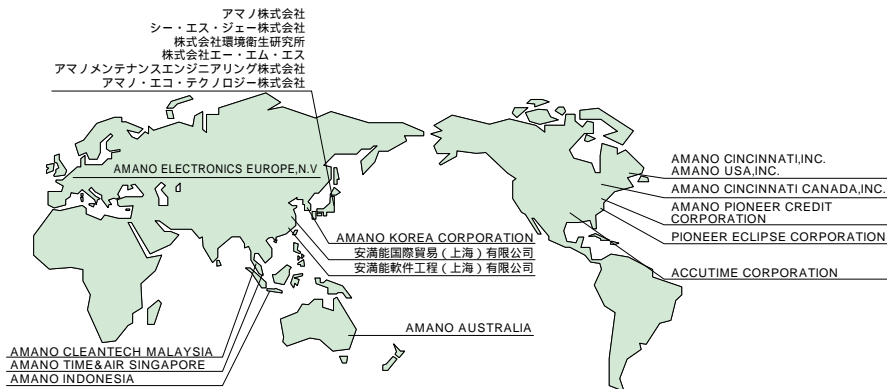 アマノ株式会社
シー・エス・ジェー株式会社
株式会社環境衛生研究所
株式会社エー・エム・エス
アマノメンテナンスエンジニアリング株式会社
アマノ・エコ・テクノロジー株式会社
AMANO ELECTRONICS EUROPE,N.V
AMANO KOREA CORPORATION
安満能国際貿易(上海)有限公司
安満能軟件工程(上海)有限公司
AMANO AUSTRALIA
AMANO CLEANTECH MALAYSIA
AMANO TIME&AIR SINGAPORE
AMANO INDONESIA
AMANO CINCINNATI,INC.
AMANO USA,INC.
AMANO CINCINNATI CANADA,INC.
AMANO PIONEER CREDIT
CORPORATION
PIONEER ECLIPSE CORPORATION
ACCUTIME CORPORATION